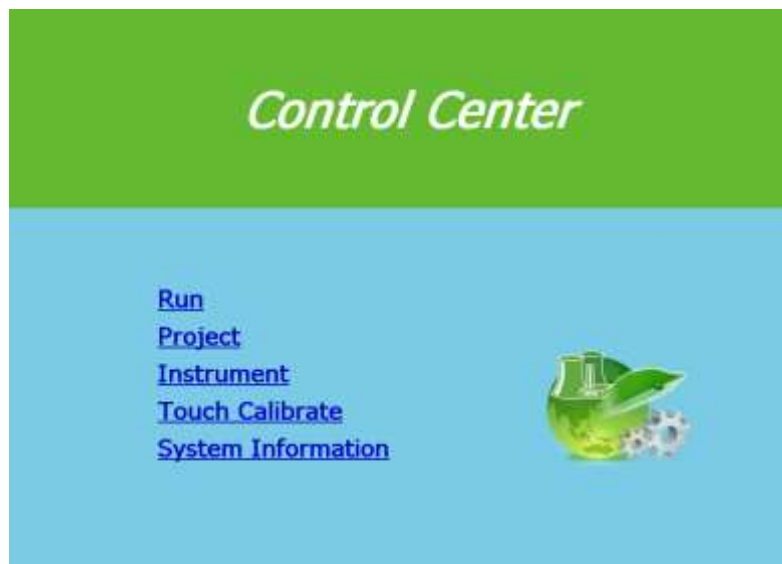 Control Center
Run
Project
Instrument
Touch Calibrate
System Information